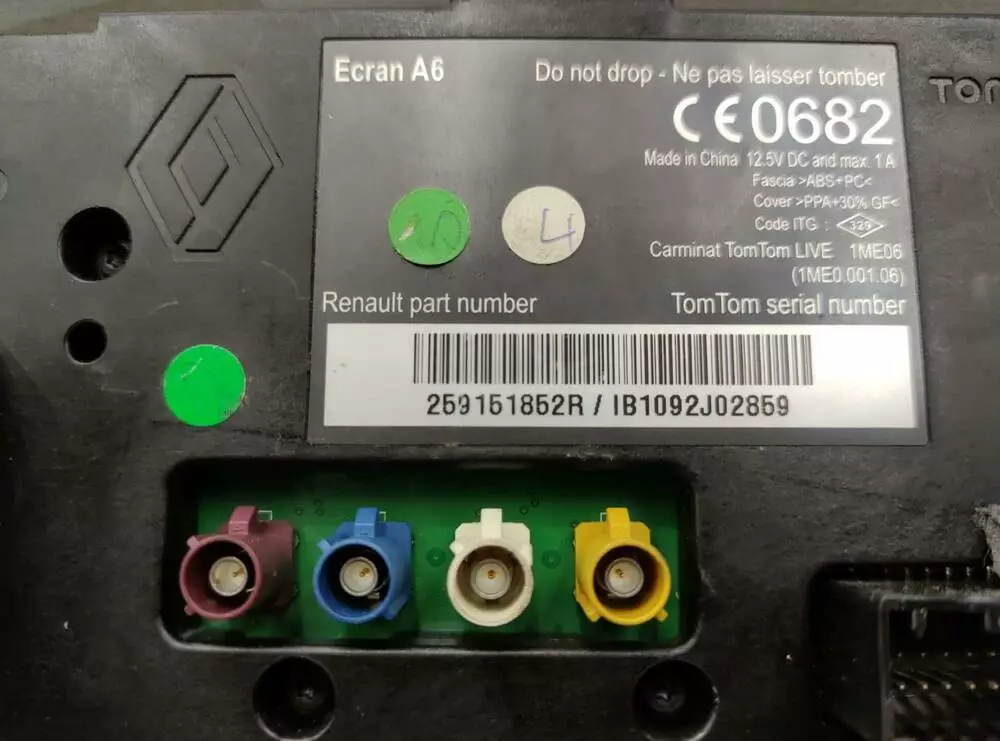 Ecran A6
Do not drop - Ne pas laisser tomber
CE 0682
Made in China 12.5V DC and max. 1 A
Fascia >ABS+PC<
Cover >PPA+30% GF<
Code ITG : 329
Carminat TomTom LIVE 1ME06
(1ME0.001.06)
Renault part number
TomTom serial number
259151852R / IB1092J02859
TOM
4